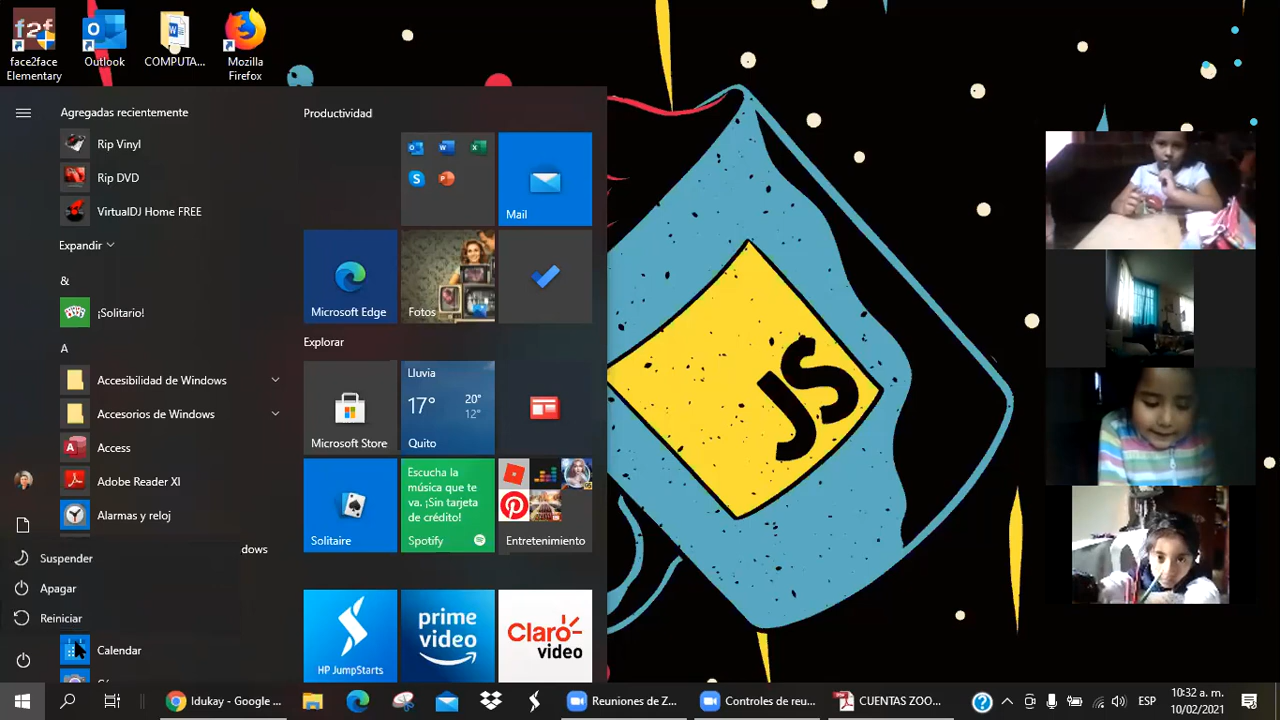 f2f
face2face
Elementary
Outlook
COMPUTA...
Mozilla
Firefox
Agregadas recientemente
Rip Vinyl
Rip DVD
VirtualDJ Home FREE
Expandir
&
¡Solitario!
A
Accesibilidad de Windows
Accesorios de Windows
Access
Adobe Reader XI
Alarmas y reloj
dows
Suspender
Apagar
Reiniciar
Calendar
Productividad
Mail
Microsoft Edge
Fotos
Explorar
Microsoft Store
Lluvia
17° 20°
12°
Quito
Solitaire
Escucha la
música que te
va. ¡Sin tarjeta
de crédito!
Spotify
Entretenimiento
HP JumpStarts
prime
video
Claro
video
JS
Idukay - Google ...
Reuniones de Z...
Controles de reu...
CUENTAS ZOO...
ESP
10:32 a. m.
10/02/2021